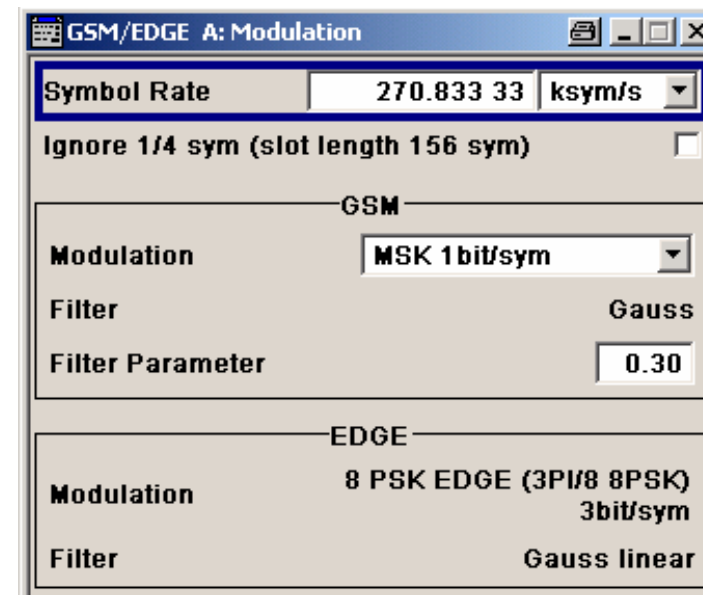 GSM/EDGE A: Modulation
Symbol Rate 270.833 33 ksym/s
Ignore 1/4 sym (slot length 156 sym)
GSM
Modulation MSK 1bit/sym
Filter Gauss
Filter Parameter 0.30
EDGE
Modulation 8 PSK EDGE (3PI/8 8PSK)
3bit/sym
Filter Gauss linear